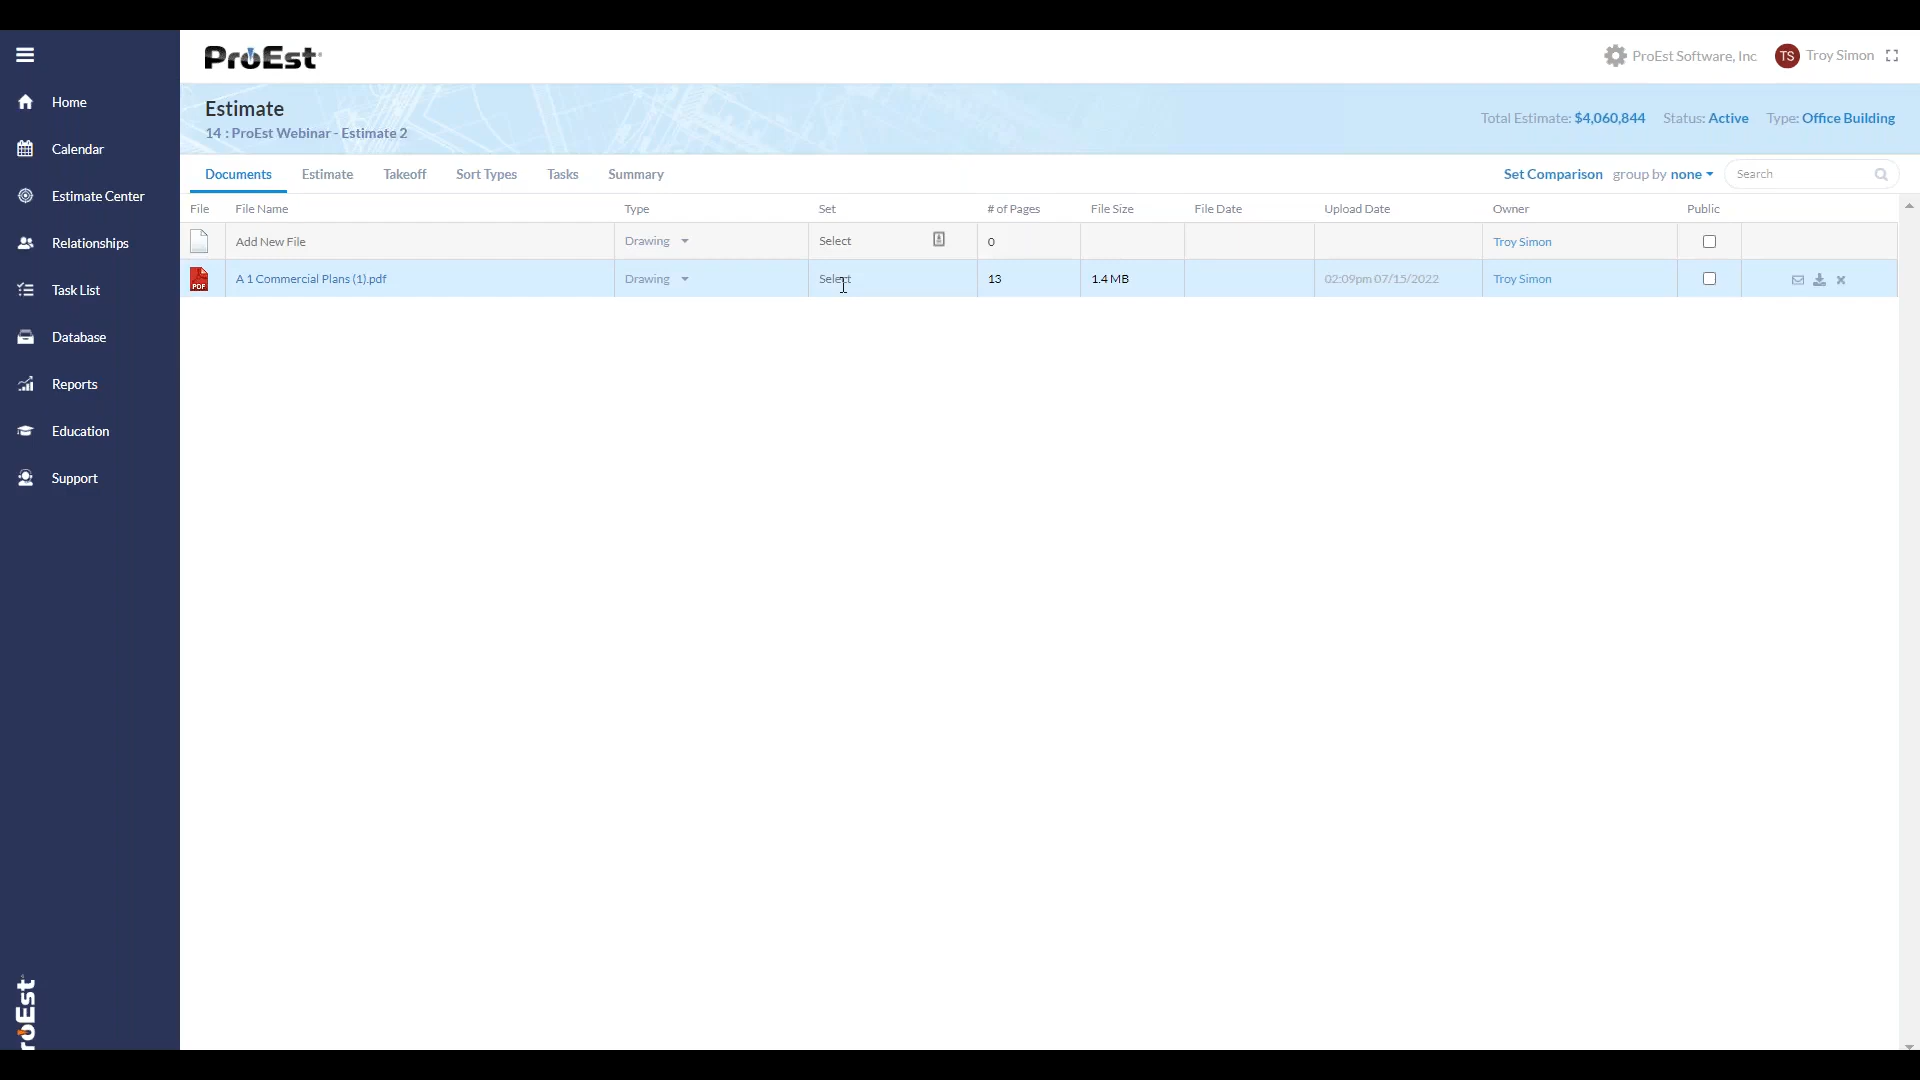 ProEst
ProEst Software, Inc TS Troy Simon
Home
Calendar
Estimate Center
Relationships
Task List
Database
Reports
Education
Support
Estimate
14 : ProEst Webinar - Estimate 2
Total Estimate: $4,060,844 Status: Active Type: Office Building
Documents Estimate Takeoff Sort Types Tasks Summary Set Comparison group by none Search
File File Name Type Set # of Pages File Size File Date Upload Date Owner Public
Add New File Drawing Select 0 Troy Simon
PDF A 1 Commercial Plans (1).pdf Drawing Select 13 1.4 MB 02:09pm 07/15/2022 Troy Simon
roEst